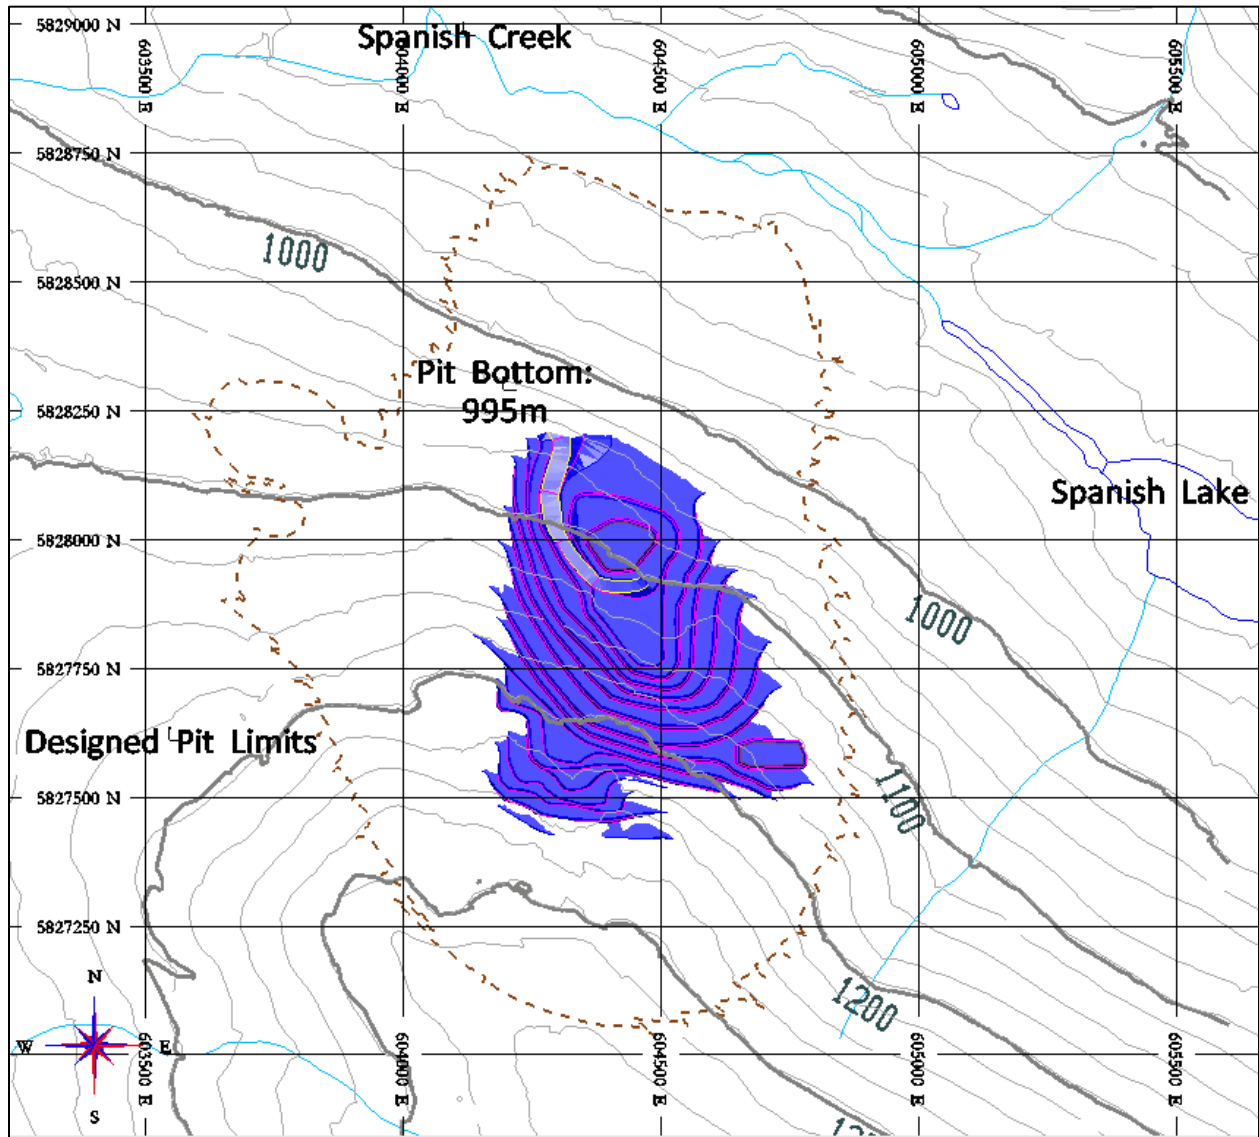 5829000 N
Spanish Creek
603500 E
604000 E
604500 E
605000 E
605500 E
5828750 N
1000
5828500 N
Pit Bottom:
995m
5828250 N
Spanish Lake
5828000 N
1000
5827750 N
Designed Pit Limits
1100
5827500 N
5827250 N
N
1200
W E
S
603500 E
604000 E
604500 E
605000 E
605500 E